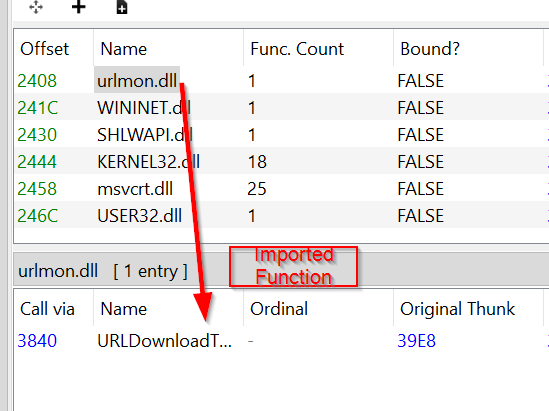 Offset Name Func. Count Bound?
2408 urlmon.dll 1 FALSE
241C WININET.dll 1 FALSE
2430 SHLWAPI.dll 1 FALSE
2444 KERNEL32.dll 18 FALSE
2458 msvcrt.dll 25 FALSE
246C USER32.dll 1 FALSE
urlmon.dll [ 1 entry ]
Imported
Function
Call via Name Ordinal Original Thunk
3840 URLDownloadT... - 39E8